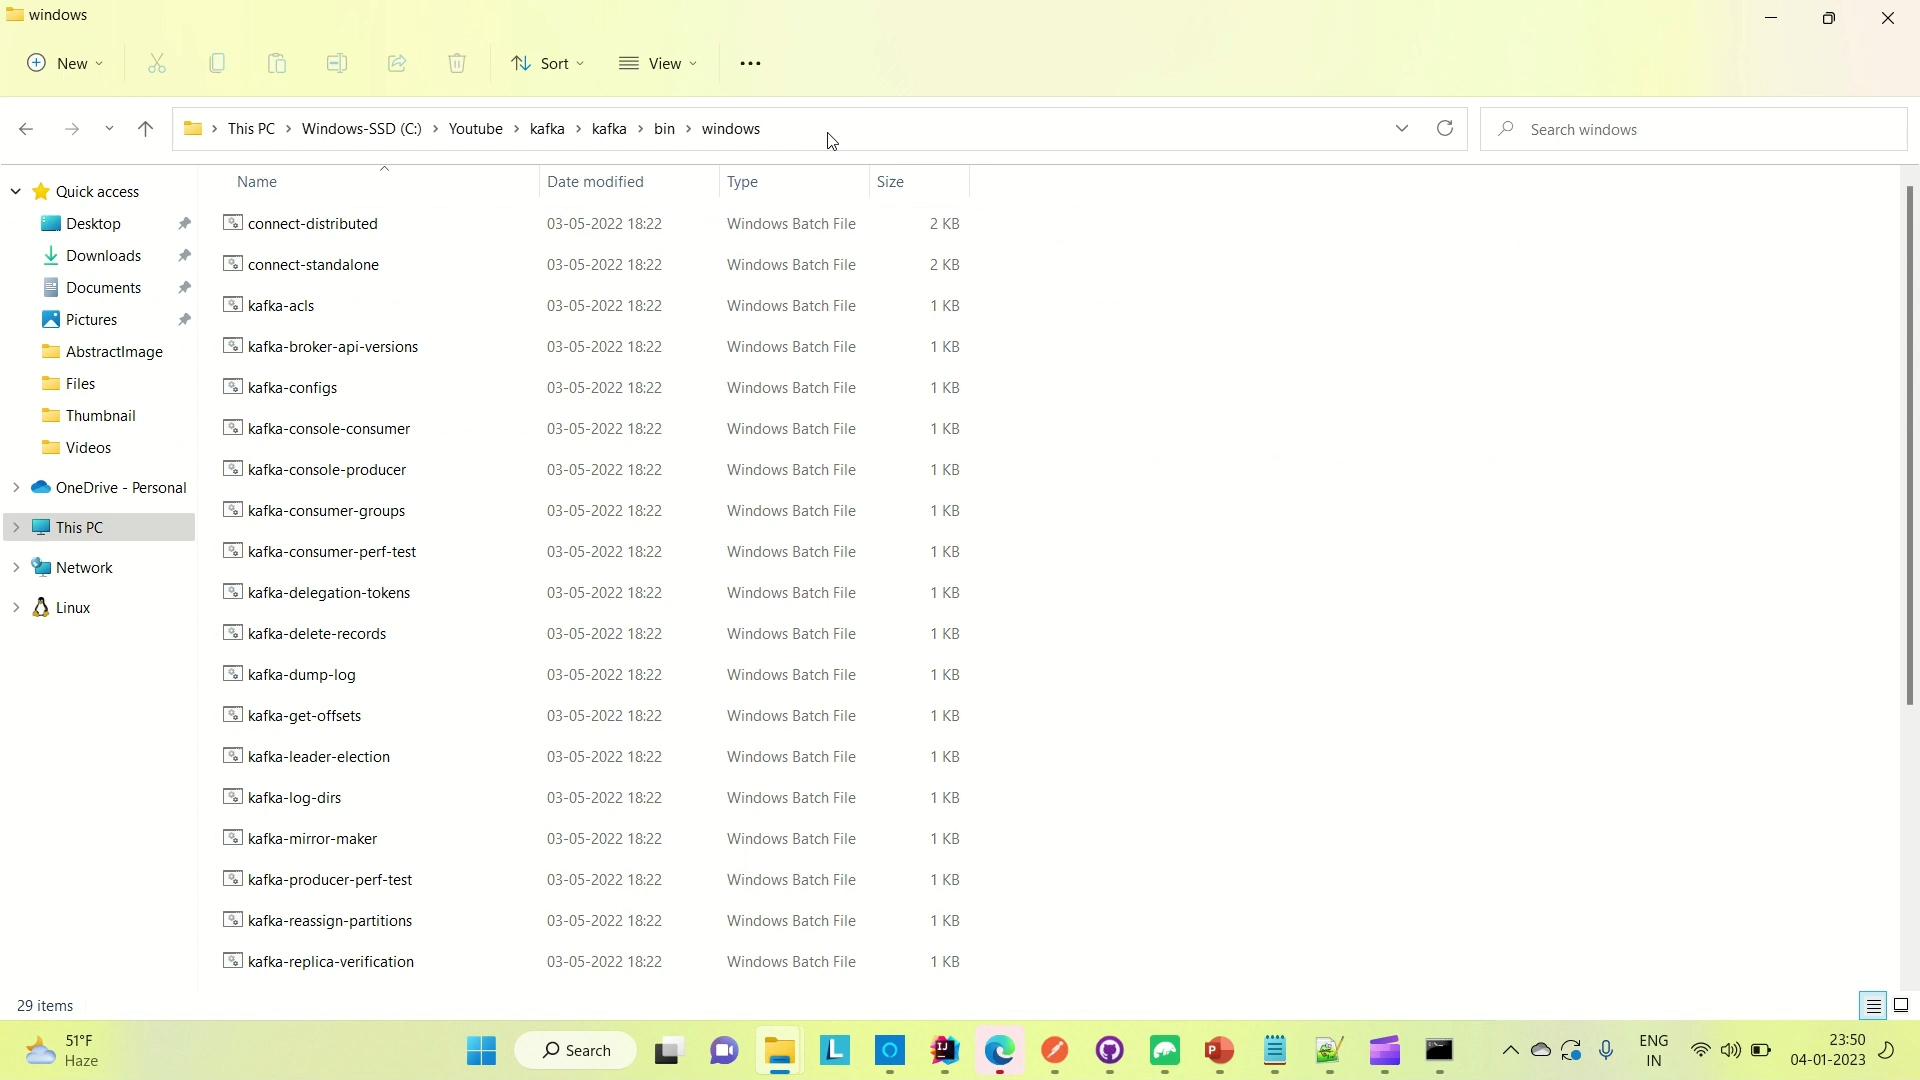 windows
New
Sort
View
This PC > Windows-SSD (C:) > Youtube > kafka > kafka > bin > windows
Search windows
Name Date modified Type Size
Quick access
Desktop
Downloads
Documents
Pictures
AbstractImage
Files
Thumbnail
Videos
OneDrive - Personal
This PC
Network
Linux
connect-distributed 03-05-2022 18:22 Windows Batch File 2 KB
connect-standalone 03-05-2022 18:22 Windows Batch File 2 KB
kafka-acls 03-05-2022 18:22 Windows Batch File 1 KB
kafka-broker-api-versions 03-05-2022 18:22 Windows Batch File 1 KB
kafka-configs 03-05-2022 18:22 Windows Batch File 1 KB
kafka-console-consumer 03-05-2022 18:22 Windows Batch File 1 KB
kafka-console-producer 03-05-2022 18:22 Windows Batch File 1 KB
kafka-consumer-groups 03-05-2022 18:22 Windows Batch File 1 KB
kafka-consumer-perf-test 03-05-2022 18:22 Windows Batch File 1 KB
kafka-delegation-tokens 03-05-2022 18:22 Windows Batch File 1 KB
kafka-delete-records 03-05-2022 18:22 Windows Batch File 1 KB
kafka-dump-log 03-05-2022 18:22 Windows Batch File 1 KB
kafka-get-offsets 03-05-2022 18:22 Windows Batch File 1 KB
kafka-leader-election 03-05-2022 18:22 Windows Batch File 1 KB
kafka-log-dirs 03-05-2022 18:22 Windows Batch File 1 KB
kafka-mirror-maker 03-05-2022 18:22 Windows Batch File 1 KB
kafka-producer-perf-test 03-05-2022 18:22 Windows Batch File 1 KB
kafka-reassign-partitions 03-05-2022 18:22 Windows Batch File 1 KB
kafka-replica-verification 03-05-2022 18:22 Windows Batch File 1 KB
29 items
51°F
Haze
Search
ENG
IN
23:50
04-01-2023